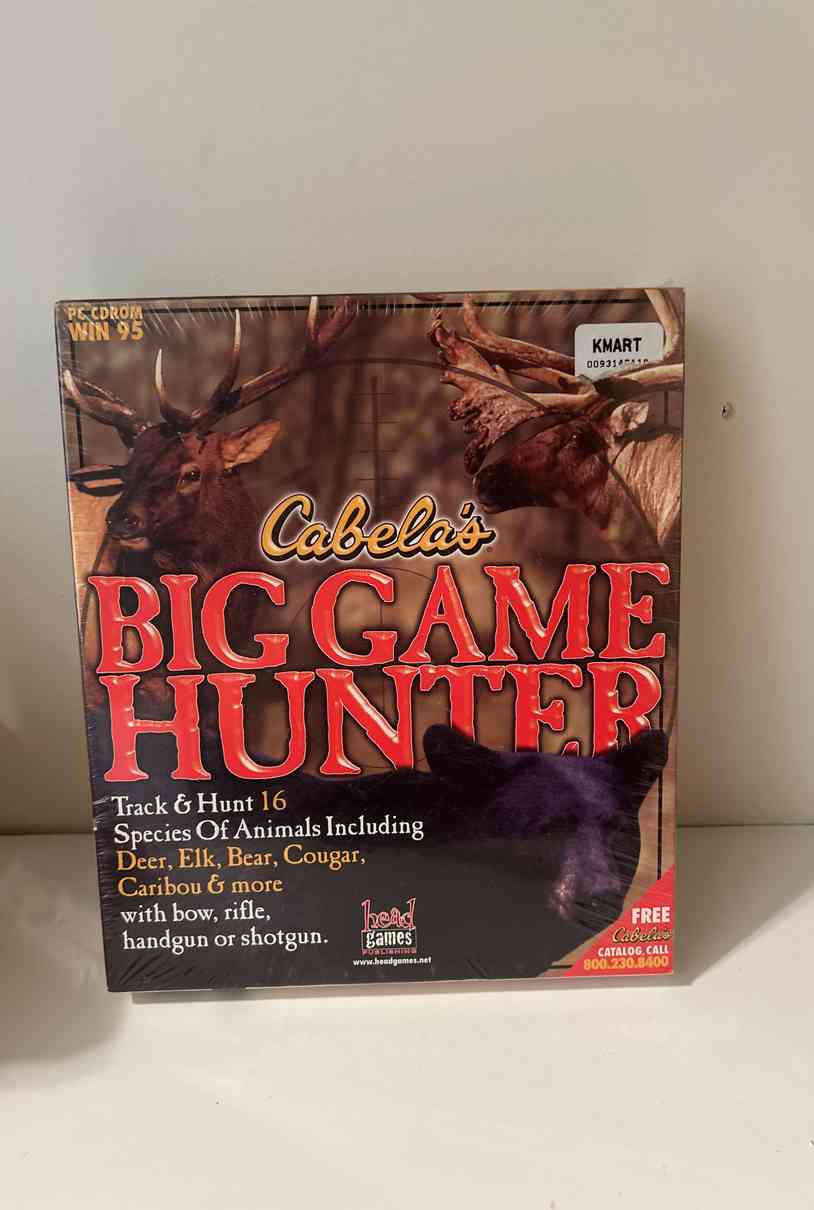 PC CDROM
WIN 95
KMART
Cabela's
BIG GAME
HUNTER
Track & Hunt 16
Species Of Animals Including
Deer, Elk, Bear, Cougar,
Caribou & more
with bow, rifle,
handgun or shotgun.
head
games
PUBLISHING
www.headgames.net
FREE
Cabela's
CATALOG, CALL
800.230.8400